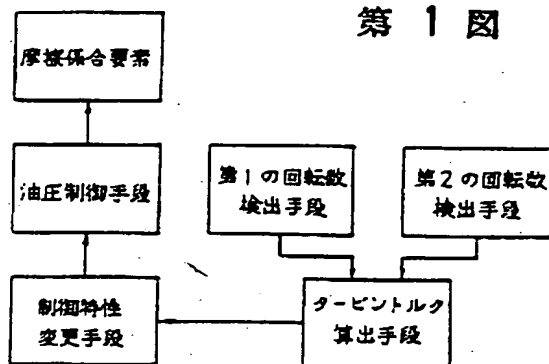 第1図
摩擦係合要素
油圧制御手段
第1の回転数
検出手段
第2の回転数
検出手段
制御特性
変更手段
タービントルク
算出手段